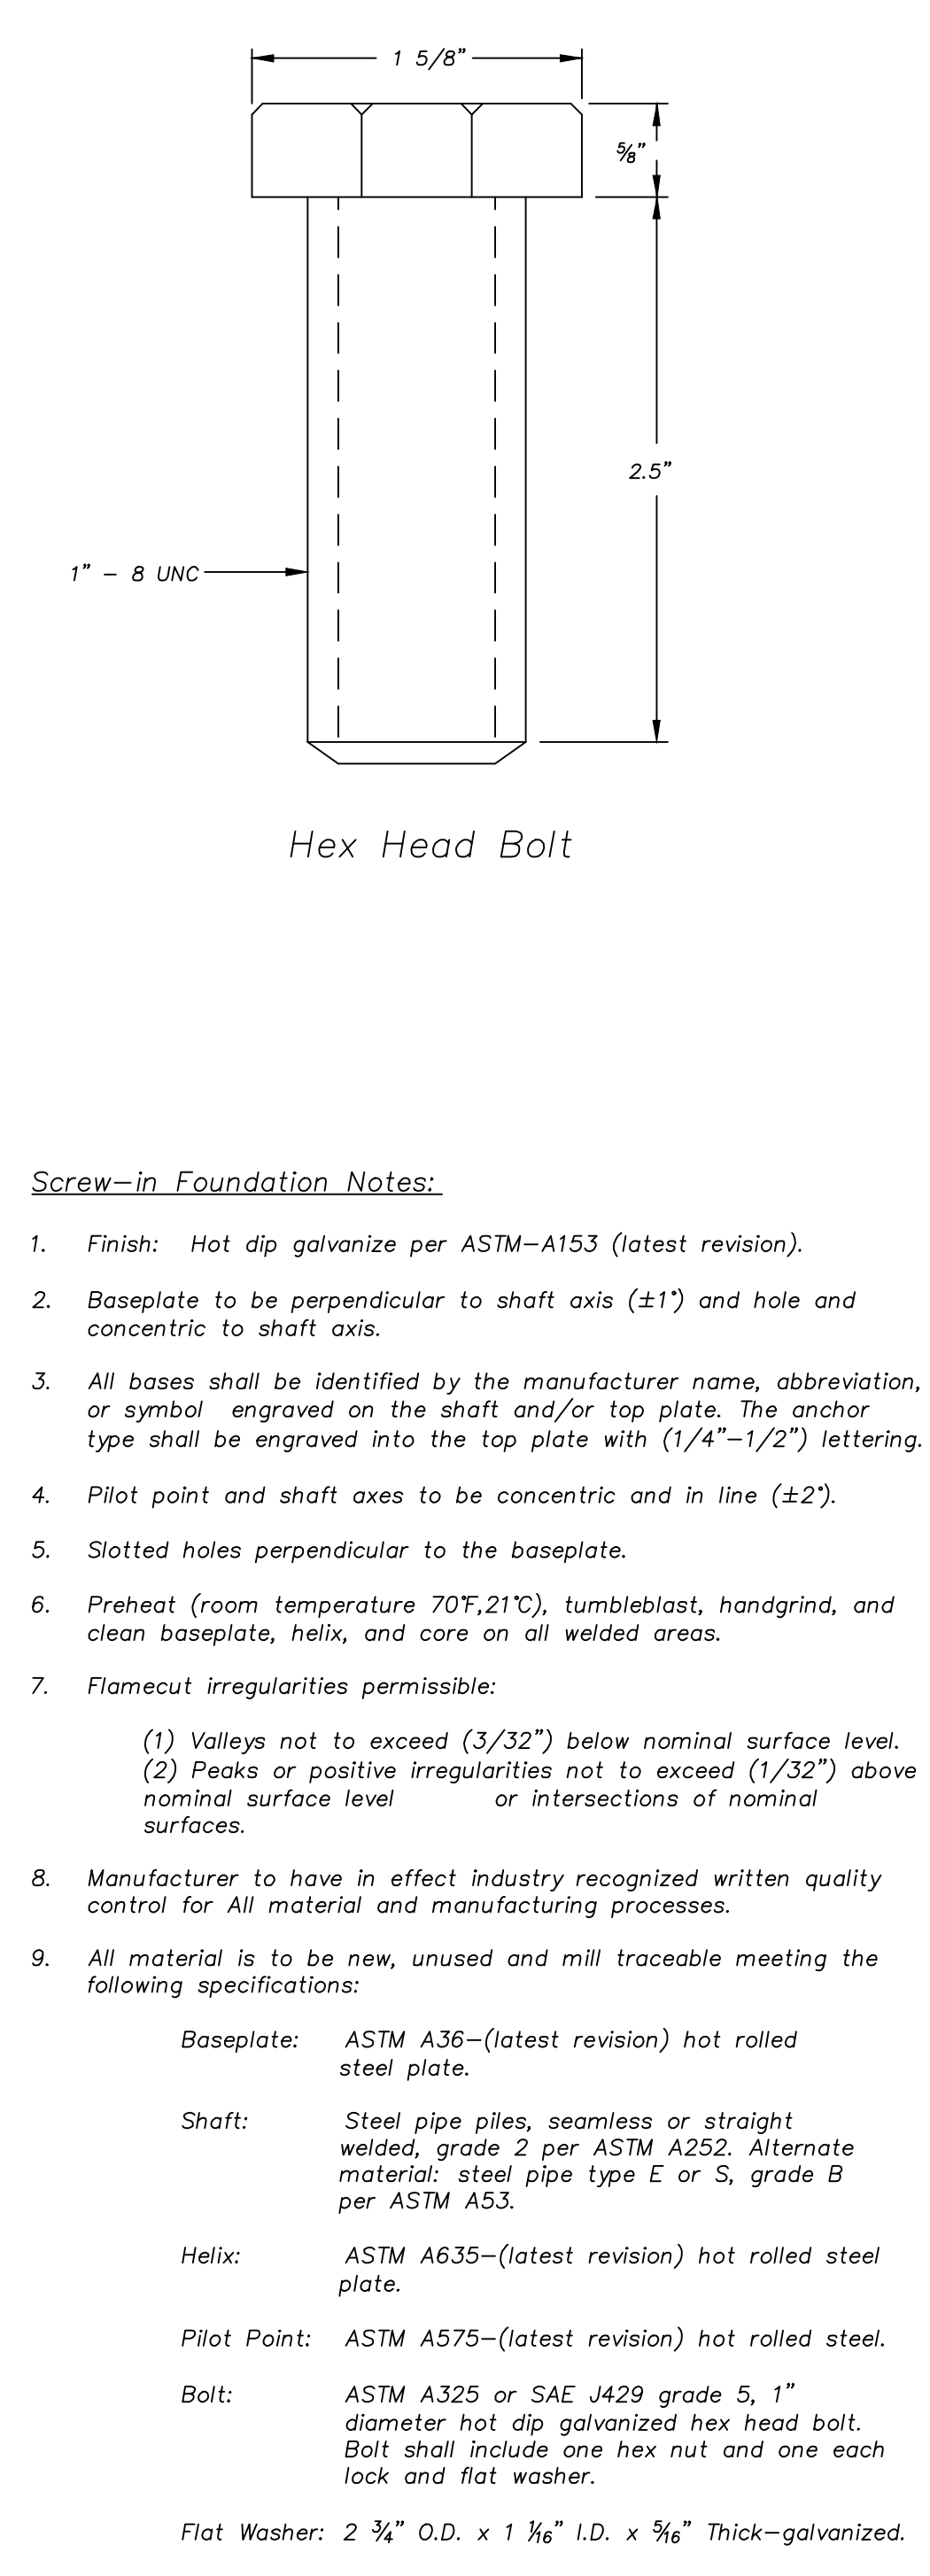 1 5/8"
5/8"
2.5"
1" - 8 UNC
Hex Head Bolt
Screw-in Foundation Notes:
1. Finish: Hot dip galvanize per ASTM-A153 (latest revision).
2. Baseplate to be perpendicular to shaft axis (±1°) and hole and
concentric to shaft axis.
3. All bases shall be identified by the manufacturer name, abbreviation,
or symbol engraved on the shaft and/or top plate. The anchor
type shall be engraved into the top plate with (1/4"-1/2") lettering.
4. Pilot point and shaft axes to be concentric and in line (±2°).
5. Slotted holes perpendicular to the baseplate.
6. Preheat (room temperature 70°F,21°C), tumbleblast, handgrind, and
clean baseplate, helix, and core on all welded areas.
7. Flamecut irregularities permissible:
(1) Valleys not to exceed (3/32") below nominal surface level.
(2) Peaks or positive irregularities not to exceed (1/32") above
nominal surface level or intersections of nominal
surfaces.
8. Manufacturer to have in effect industry recognized written quality
control for All material and manufacturing processes.
9. All material is to be new, unused and mill traceable meeting the
following specifications:
Baseplate: ASTM A36-(latest revision) hot rolled
steel plate.
Shaft: Steel pipe piles, seamless or straight
welded, grade 2 per ASTM A252. Alternate
material: steel pipe type E or S, grade B
per ASTM A53.
Helix: ASTM A635-(latest revision) hot rolled steel
plate.
Pilot Point: ASTM A575-(latest revision) hot rolled steel.
Bolt: ASTM A325 or SAE J429 grade 5, 1"
diameter hot dip galvanized hex head bolt.
Bolt shall include one hex nut and one each
lock and flat washer.
Flat Washer: 2 3/4" O.D. x 1 1/16" I.D. x 5/16" Thick-galvanized.